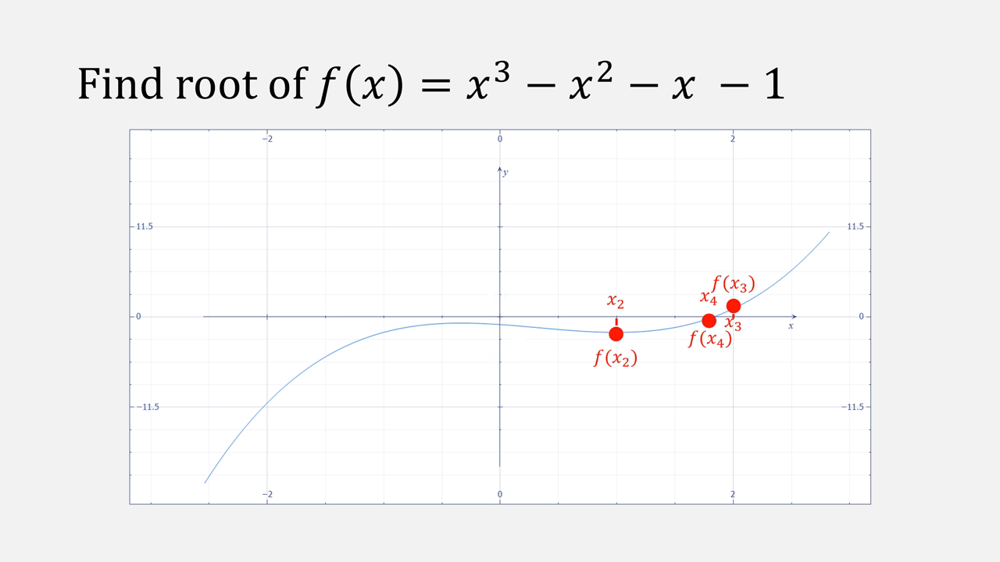 Find root of f(x) = x³ − x² − x − 1
−2 0 2
y
11.5 11.5
f(x₃)
x₂ x₄
0 0
x₃
x
f(x₄)
f(x₂)
−11.5 −11.5
−2 0 2